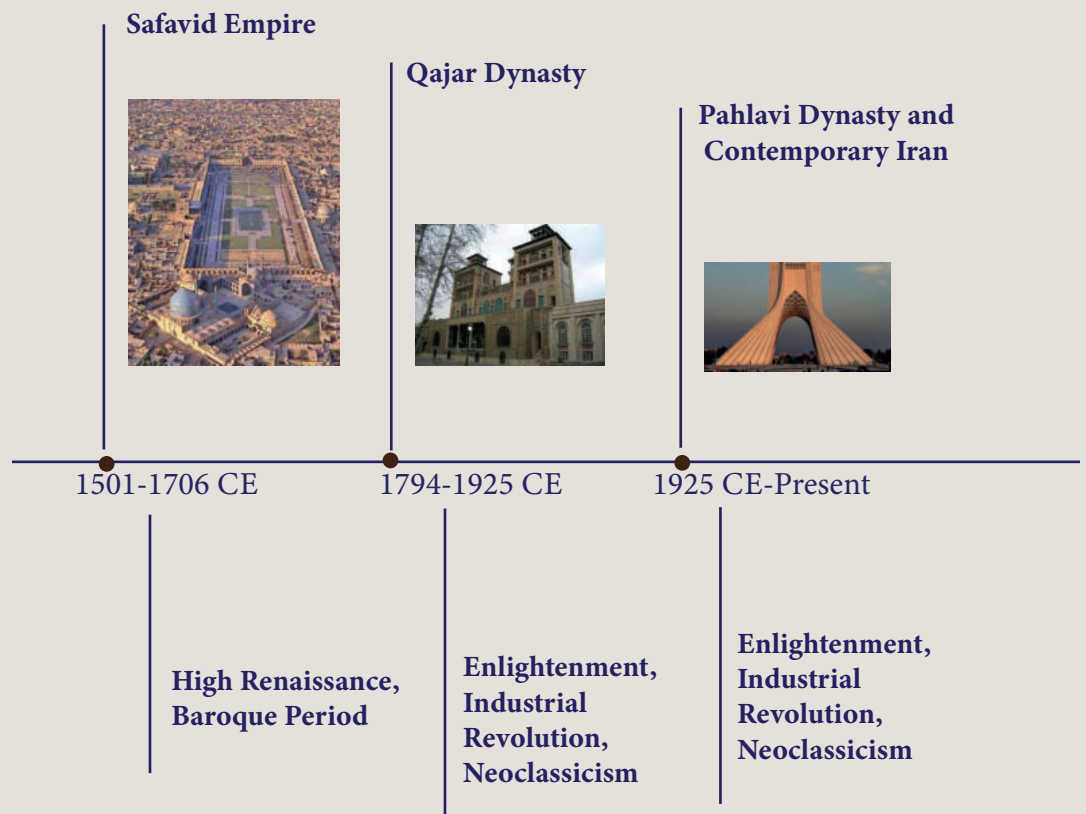 Safavid Empire
Qajar Dynasty
Pahlavi Dynasty and
Contemporary Iran
1501-1706 CE
1794-1925 CE
1925 CE-Present
High Renaissance,
Baroque Period
Enlightenment,
Industrial
Revolution,
Neoclassicism
Enlightenment,
Industrial
Revolution,
Neoclassicism